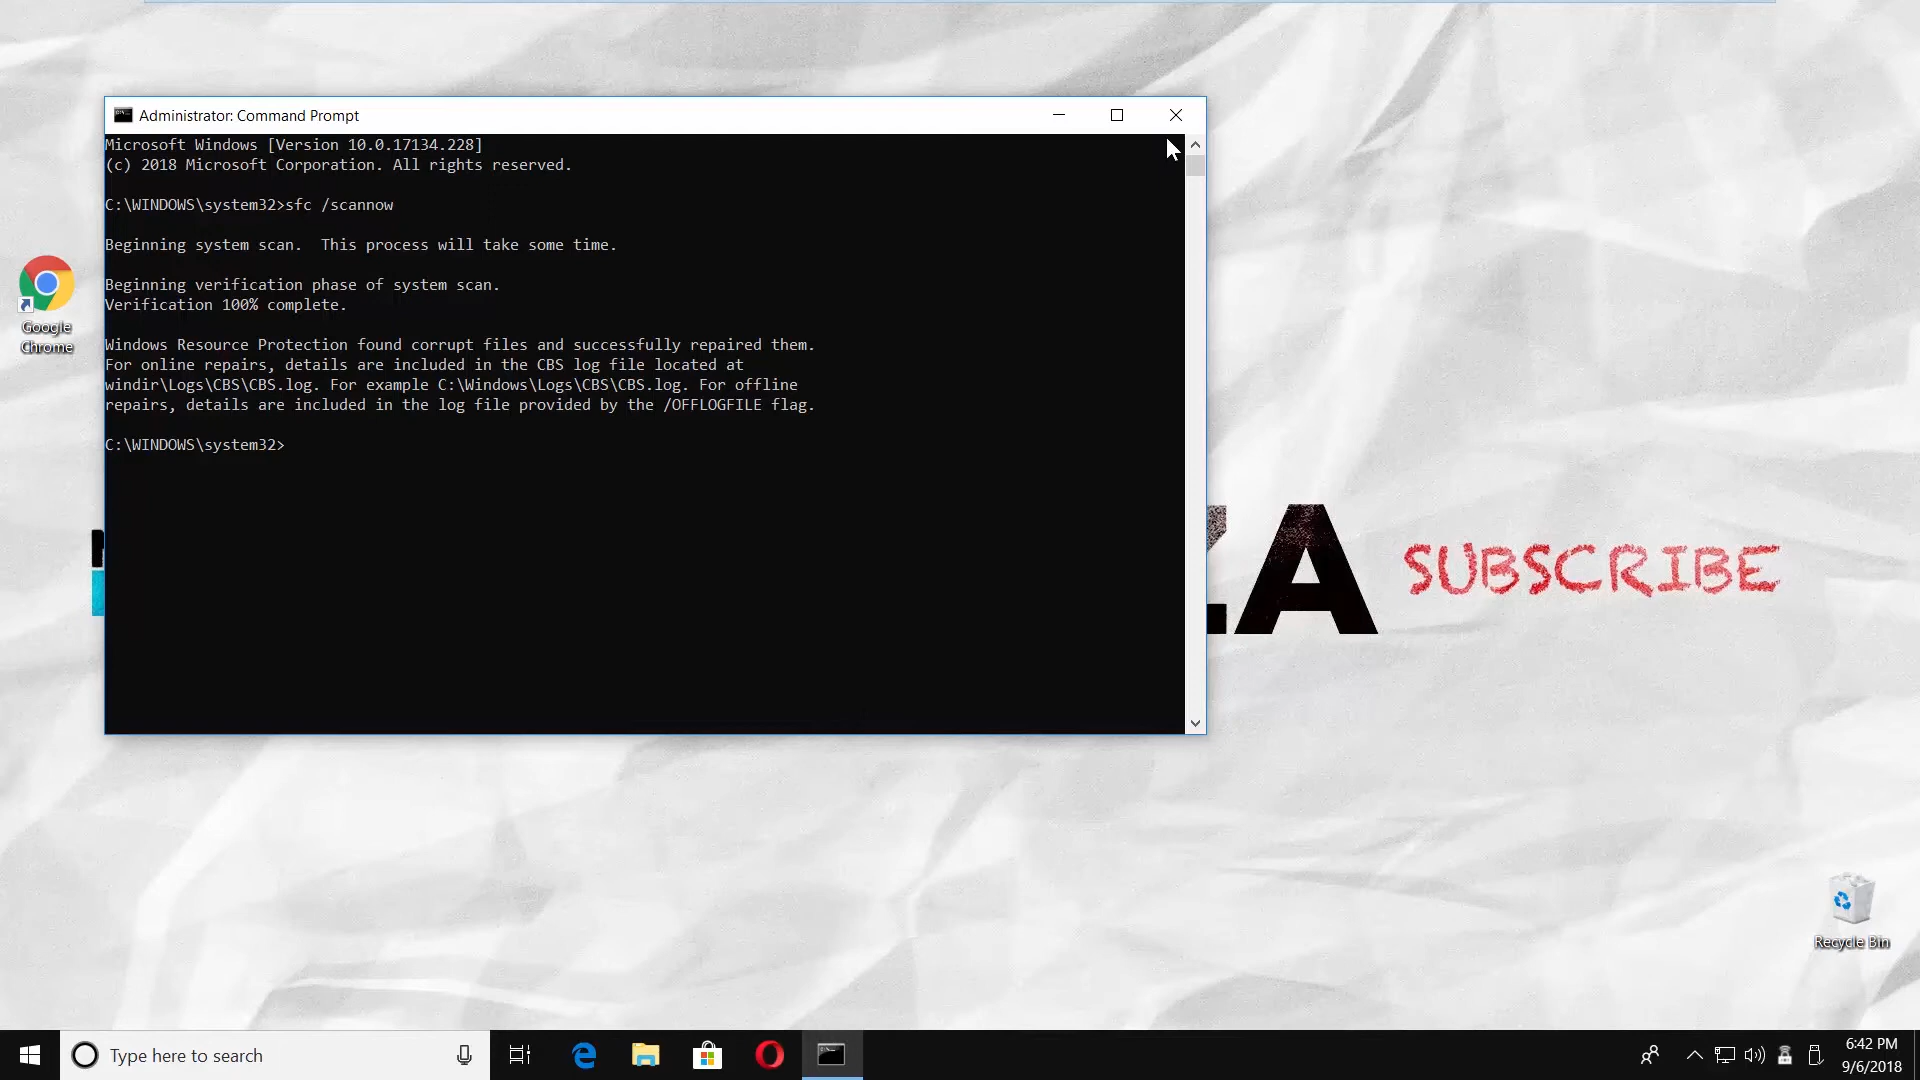 Administrator: Command Prompt
Microsoft Windows [Version 10.0.17134.228]
(c) 2018 Microsoft Corporation. All rights reserved.
C:\WINDOWS\system32>sfc /scannow
Beginning system scan.  This process will take some time.
Beginning verification phase of system scan.
Verification 100% complete.
Windows Resource Protection found corrupt files and successfully repaired them.
For online repairs, details are included in the CBS log file located at
windir\Logs\CBS\CBS.log. For example C:\Windows\Logs\CBS\CBS.log. For offline
repairs, details are included in the log file provided by the /OFFLOGFILE flag.
C:\WINDOWS\system32>
Google
Chrome
SUBSCRIBE
Recycle Bin
Type here to search
6:42 PM
9/6/2018